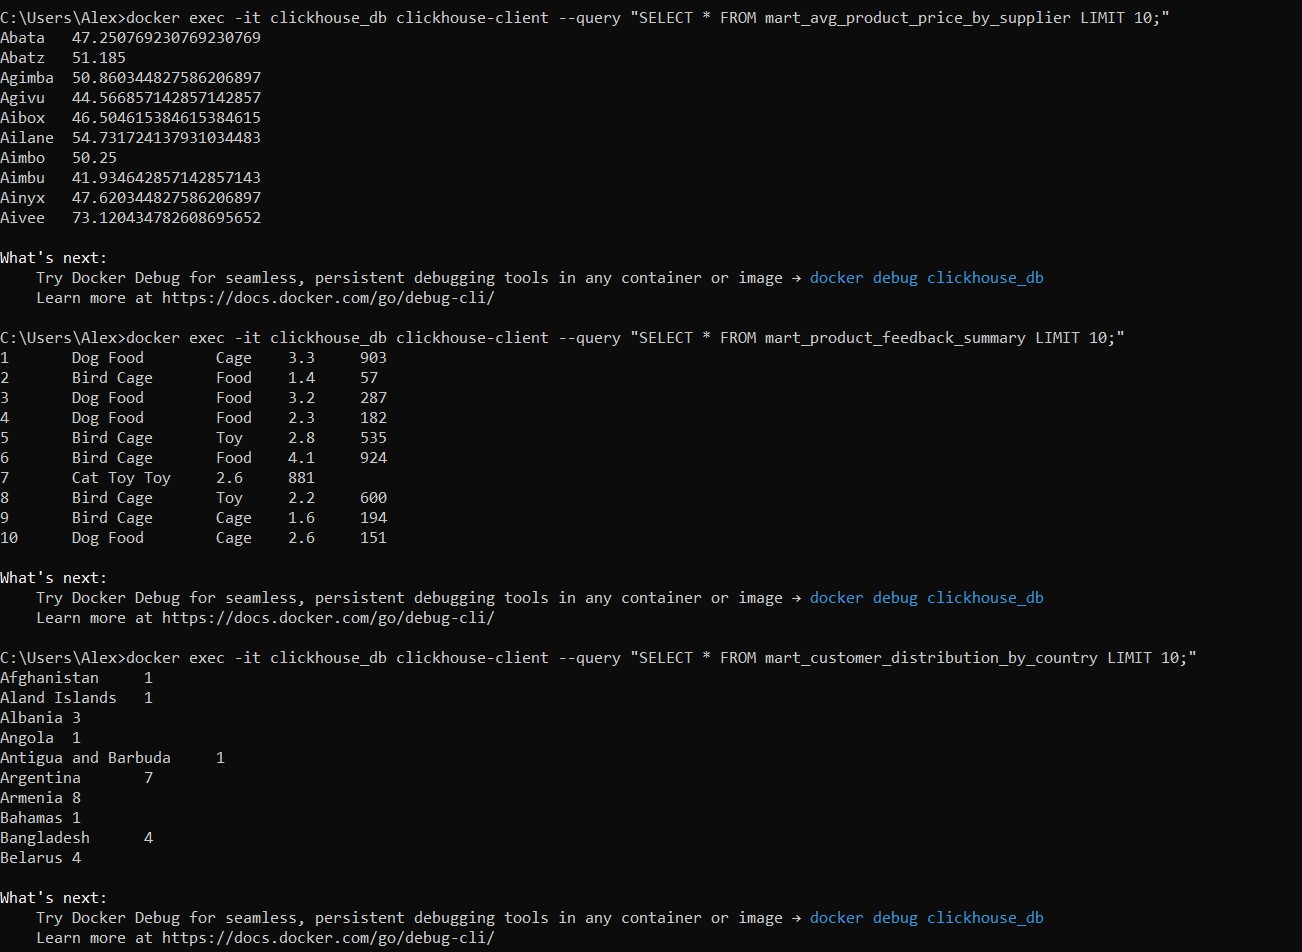 C:\Users\Alex>docker exec -it clickhouse_db clickhouse-client --query "SELECT * FROM mart_avg_product_price_by_supplier LIMIT 10;"
Abata   47.250769230769230769
Abatz   51.185
Agimba  50.860344827586206897
Agivu   44.566857142857142857
Aibox   46.504615384615384615
Ailane  54.731724137931034483
Aimbo   50.25
Aimbu   41.934642857142857143
Ainyx   47.620344827586206897
Aivee   73.120434782608695652
What's next:
    Try Docker Debug for seamless, persistent debugging tools in any container or image → docker debug clickhouse_db
    Learn more at https://docs.docker.com/go/debug-cli/
C:\Users\Alex>docker exec -it clickhouse_db clickhouse-client --query "SELECT * FROM mart_product_feedback_summary LIMIT 10;"
1       Dog Food        Cage    3.3     903
2       Bird Cage       Food    1.4     57
3       Dog Food        Food    3.2     287
4       Dog Food        Food    2.3     182
5       Bird Cage       Toy     2.8     535
6       Bird Cage       Food    4.1     924
7       Cat Toy Toy     2.6     881
8       Bird Cage       Toy     2.2     600
9       Bird Cage       Cage    1.6     194
10      Dog Food        Cage    2.6     151
What's next:
    Try Docker Debug for seamless, persistent debugging tools in any container or image → docker debug clickhouse_db
    Learn more at https://docs.docker.com/go/debug-cli/
C:\Users\Alex>docker exec -it clickhouse_db clickhouse-client --query "SELECT * FROM mart_customer_distribution_by_country LIMIT 10;"
Afghanistan     1
Aland Islands   1
Albania 3
Angola  1
Antigua and Barbuda     1
Argentina       7
Armenia 8
Bahamas 1
Bangladesh      4
Belarus 4
What's next:
    Try Docker Debug for seamless, persistent debugging tools in any container or image → docker debug clickhouse_db
    Learn more at https://docs.docker.com/go/debug-cli/